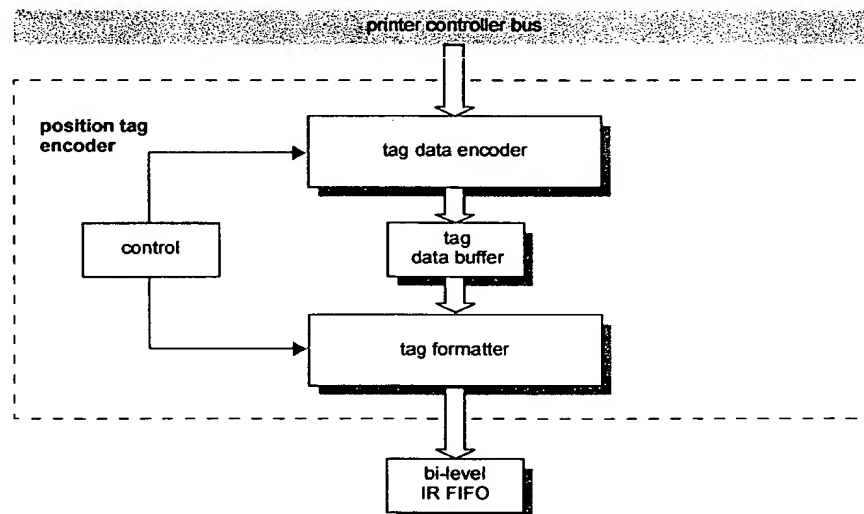 printer controller bus
position tag
encoder
tag data encoder
control
tag
data buffer
tag formatter
bi-level
IR FIFO